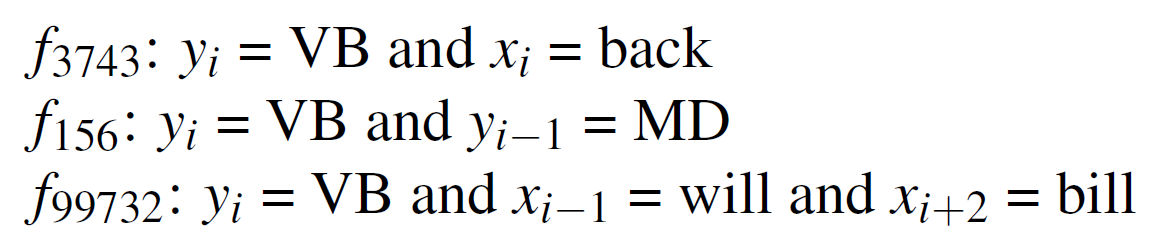 f₃₇₄₃: yᵢ = VB and xᵢ = back
f₁₅₆: yᵢ = VB and yᵢ₋₁ = MD
f₉₉₇₃₂: yᵢ = VB and xᵢ₋₁ = will and xᵢ₊₂ = bill